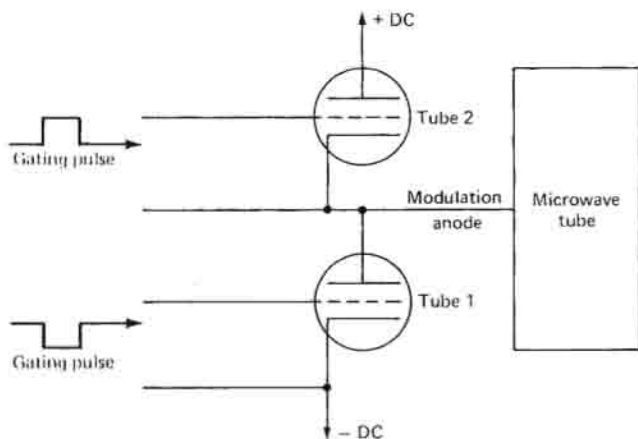 + DC
Tube 2
Gating pulse
Modulation
anode
Microwave
tube
Tube 1
Gating pulse
− DC